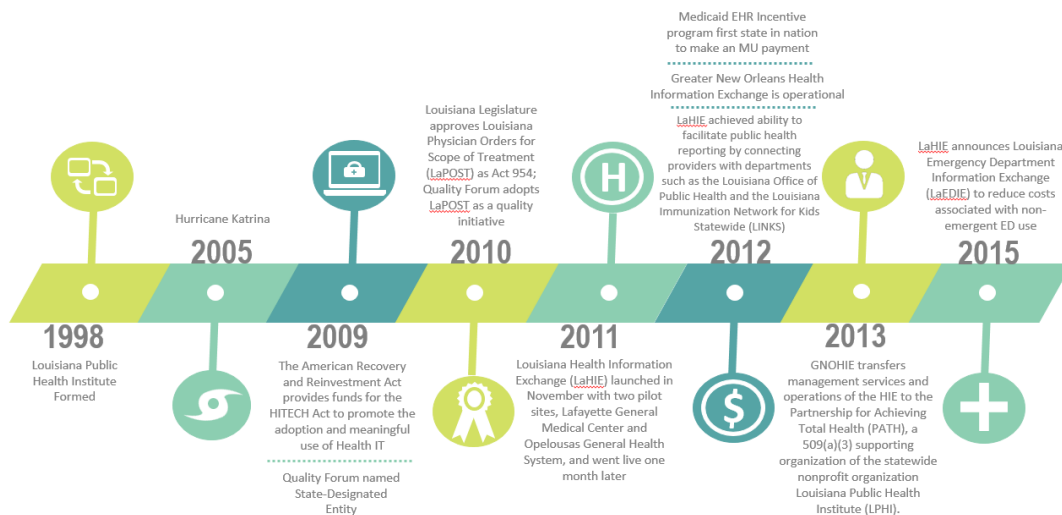 1998
Louisiana Public
Health Institute
Formed
Hurricane Katrina
2005
2009
The American Recovery
and Reinvestment Act
provides funds for the
HITECH Act to promote the
adoption and meaningful
use of Health IT
Quality Forum named
State-Designated
Entity
Louisiana Legislature
approves Louisiana
Physician Orders for
Scope of Treatment
(LaPOST) as Act 954;
Quality Forum adopts
LaPOST as a quality
initiative
2010
H
2011
Louisiana Health Information
Exchange (LaHIE) launched in
November with two pilot
sites, Lafayette General
Medical Center and
Opelousas General Health
System, and went live one
month later
Medicaid EHR Incentive
program first state in nation
to make an MU payment
Greater New Orleans Health
Information Exchange is operational
LaHIE achieved ability to
facilitate public health
reporting by connecting
providers with departments
such as the Louisiana Office of
Public Health and the Louisiana
Immunization Network for Kids
Statewide (LINKS)
2012
$
2013
GNOHIE transfers
management services and
operations of the HIE to the
Partnership for Achieving
Total Health (PATH), a
509(a)(3) supporting
organization of the statewide
nonprofit organization
Louisiana Public Health
Institute (LPHI).
LaHIE announces Louisiana
Emergency Department
Information Exchange
(LaEDIE) to reduce costs
associated with non-
emergent ED use
2015